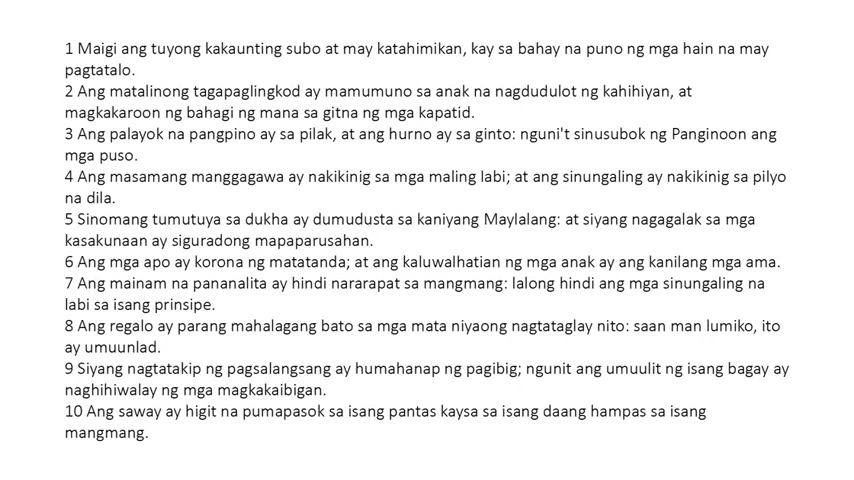 1 Maigi ang tuyong kakaunting subo at may katahimikan, kay sa bahay na puno ng mga hain na may
pagtatalo.
2 Ang matalinong tagapaglingkod ay mamumuno sa anak na nagdudulot ng kahihiyan, at
magkakaroon ng bahagi ng mana sa gitna ng mga kapatid.
3 Ang palayok na pangpino ay sa pilak, at ang hurno ay sa ginto: nguni't sinusubok ng Panginoon ang
mga puso.
4 Ang masamang manggagawa ay nakikinig sa mga maling labi; at ang sinungaling ay nakikinig sa pilyo
na dila.
5 Sinomang tumutuya sa dukha ay dumudusta sa kaniyang Maylalang: at siyang nagagalak sa mga
kasakunaan ay siguradong mapaparusahan.
6 Ang mga apo ay korona ng matatanda; at ang kaluwalhatian ng mga anak ay ang kanilang mga ama.
7 Ang mainam na pananalita ay hindi nararapat sa mangmang: lalong hindi ang mga sinungaling na
labi sa isang prinsipe.
8 Ang regalo ay parang mahalagang bato sa mga mata niyaong nagtataglay nito: saan man lumiko, ito
ay umuunlad.
9 Siyang nagtatakip ng pagsalangsang ay humahanap ng pagibig; ngunit ang umuulit ng isang bagay ay
naghihiwalay ng mga magkakaibigan.
10 Ang saway ay higit na pumapasok sa isang pantas kaysa sa isang daang hampas sa isang
mangmang.